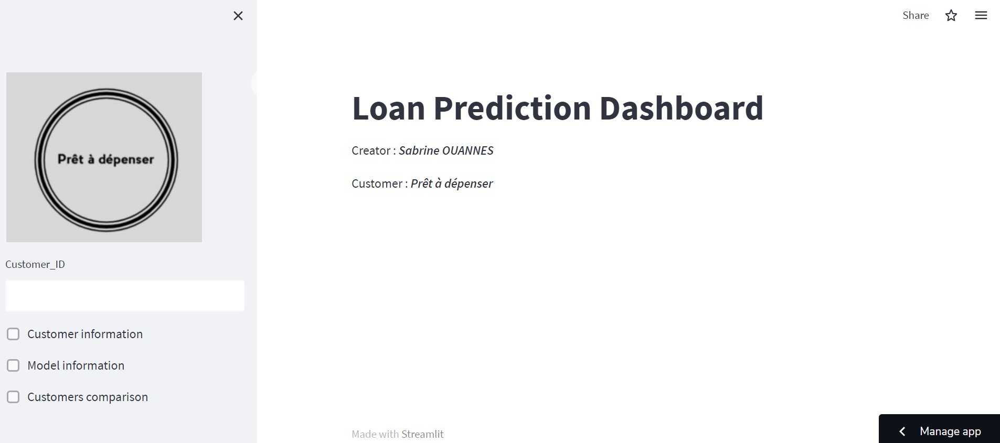 Share
Prêt à dépenser
Customer_ID
Customer information
Model information
Customers comparison
Loan Prediction Dashboard
Creator : Sabrine OUANNES
Customer : Prêt à dépenser
Made with Streamlit
Manage app